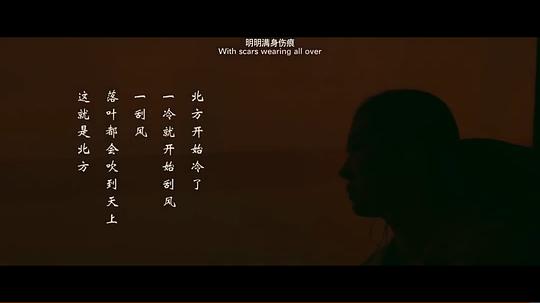 明明满身伤痕
With scars wearing all over
北方开始冷了
一冷就开始刮风
一刮风
落叶都会吹到天上
这就是北方